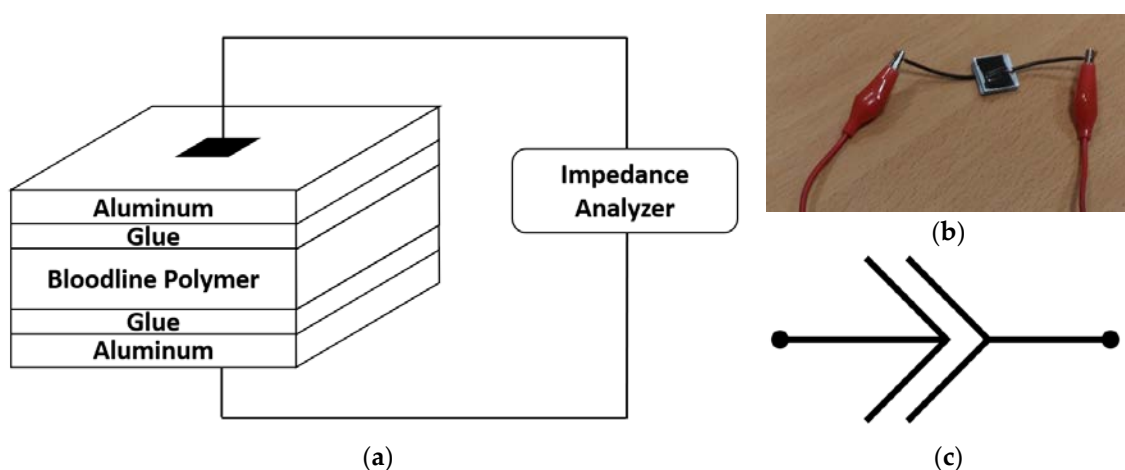 Aluminum
Glue
Bloodline Polymer
Glue
Aluminum
Impedance
Analyzer
(a)
(b)
(c)